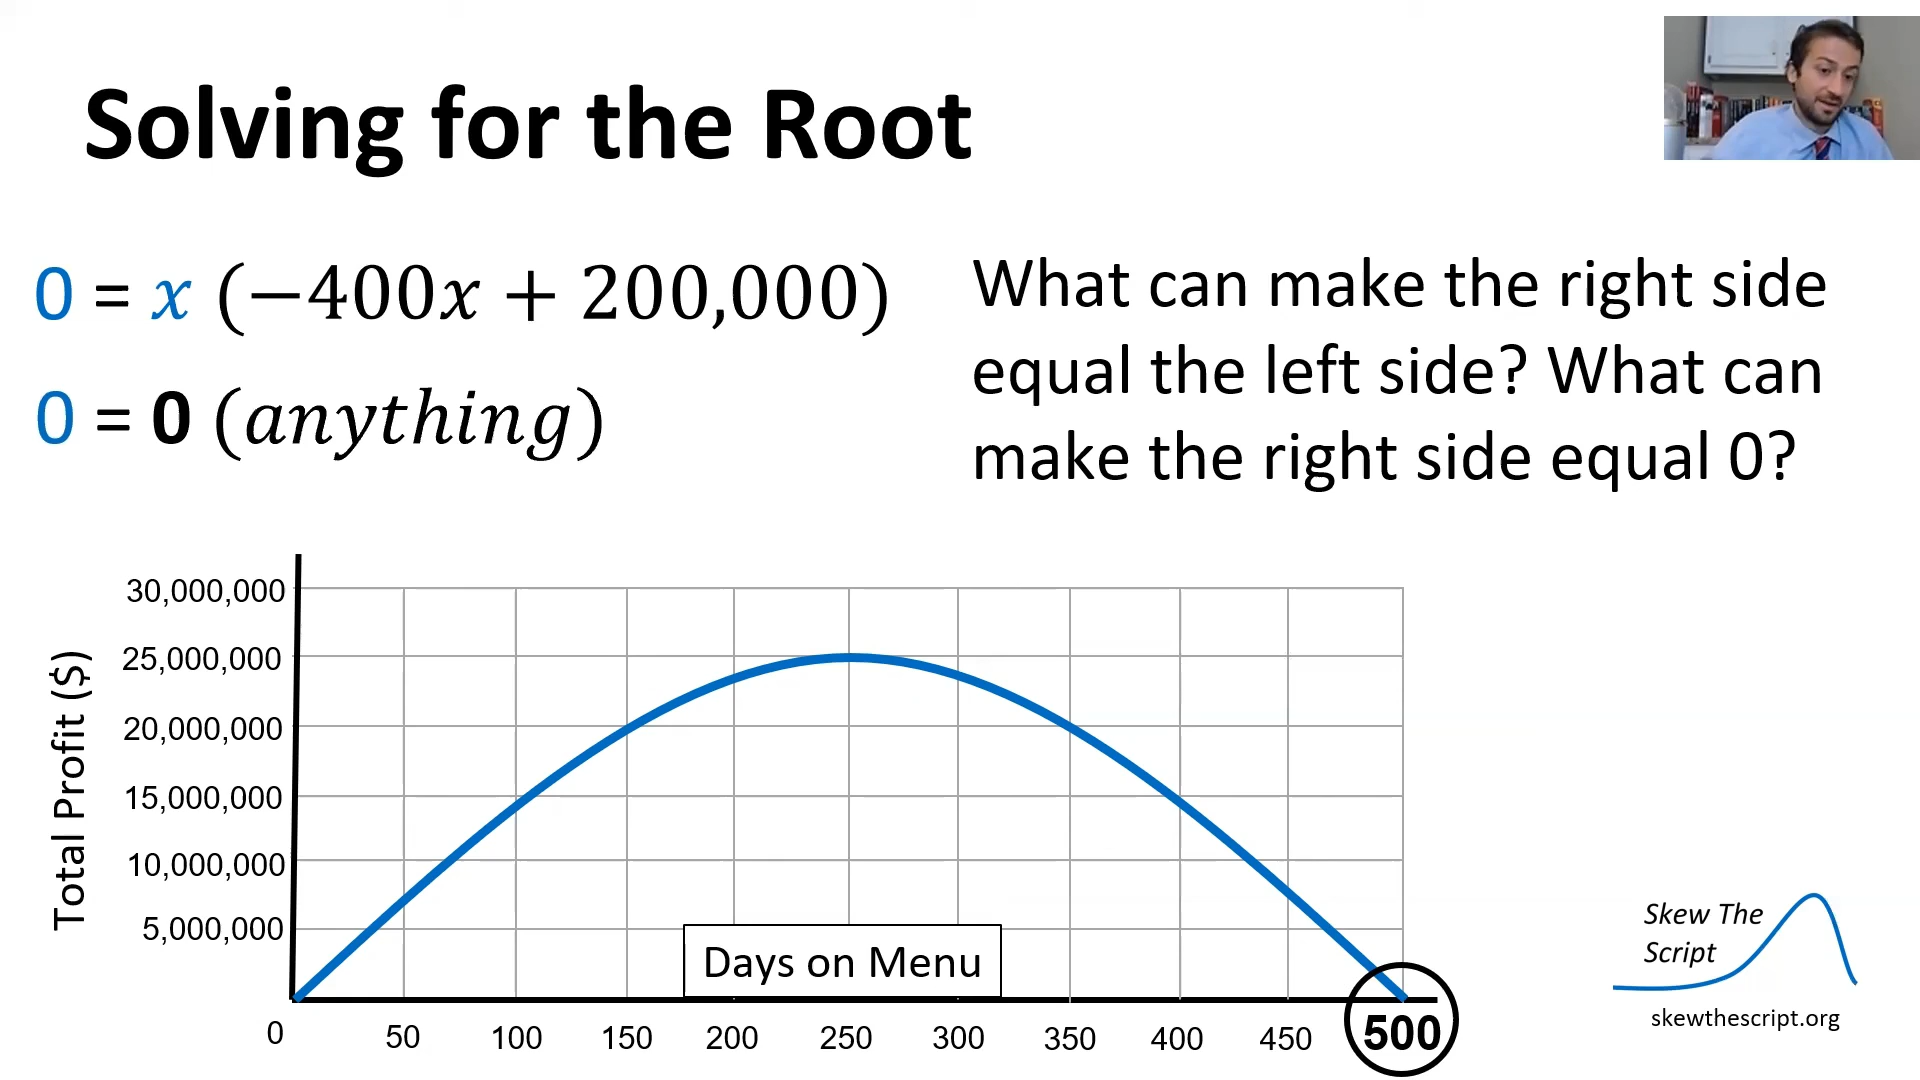 Solving for the Root
0 = x (−400x + 200,000)
0 = 0 (anything)
What can make the right side
equal the left side? What can
make the right side equal 0?
Total Profit ($)
30,000,000
25,000,000
20,000,000
15,000,000
10,000,000
5,000,000
Days on Menu
0 50 100 150 200 250 300 350 400 450 500
Skew The
Script
skewthescript.org